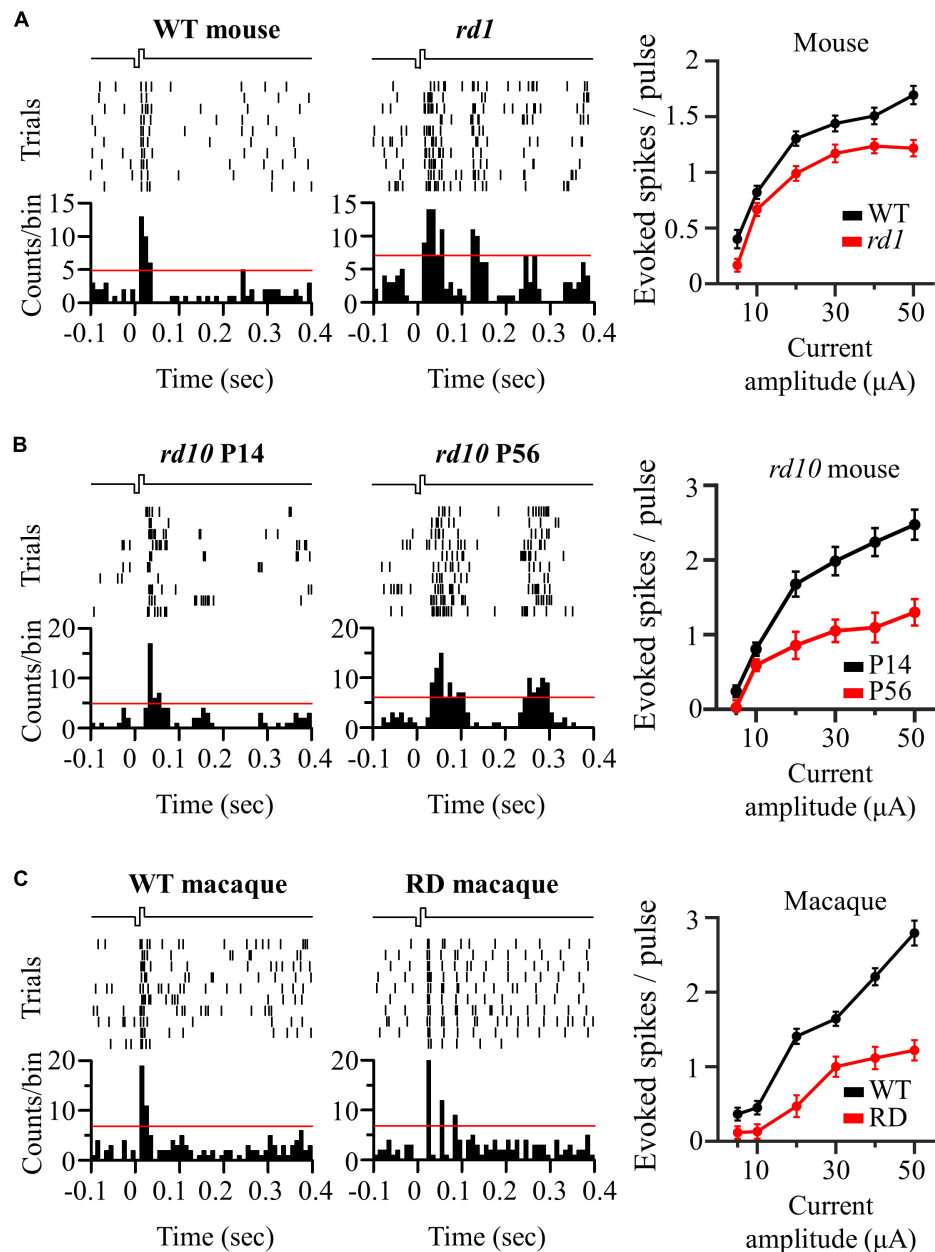 A
WT mouse
rd1
Mouse
Trials
Counts/bin
15
10
5
0
-0.1 0 0.1 0.2 0.3 0.4
Time (sec)
15
10
5
0
-0.1 0 0.1 0.2 0.3 0.4
Time (sec)
Evoked spikes / pulse
2
1.5
1
0.5
0
WT
rd1
10 30 50
Current
amplitude (µA)
B
rd10 P14
rd10 P56
rd10 mouse
Trials
Counts/bin
20
10
0
-0.1 0 0.1 0.2 0.3 0.4
Time (sec)
20
10
0
-0.1 0 0.1 0.2 0.3 0.4
Time (sec)
Evoked spikes / pulse
3
2
1
0
P14
P56
10 30 50
Current
amplitude (µA)
C
WT macaque
RD macaque
Macaque
Trials
Counts/bin
20
10
0
-0.1 0 0.1 0.2 0.3 0.4
Time (sec)
20
10
0
-0.1 0 0.1 0.2 0.3 0.4
Time (sec)
Evoked spikes / pulse
3
2
1
0
WT
RD
10 30 50
Current
amplitude (µA)